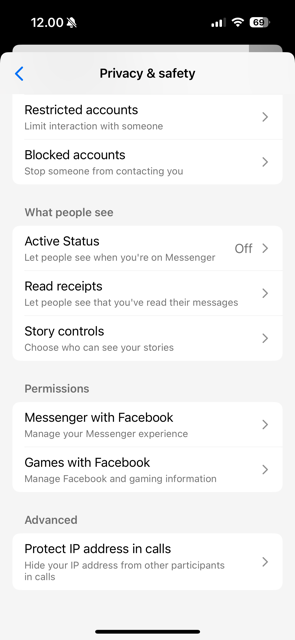 12.00
69
Privacy & safety
Restricted accounts
Limit interaction with someone
Blocked accounts
Stop someone from contacting you
What people see
Active Status
Off
Let people see when you're on Messenger
Read receipts
Let people see that you've read their messages
Story controls
Choose who can see your stories
Permissions
Messenger with Facebook
Manage your Messenger experience
Games with Facebook
Manage Facebook and gaming information
Advanced
Protect IP address in calls
Hide your IP address from other participants
in calls